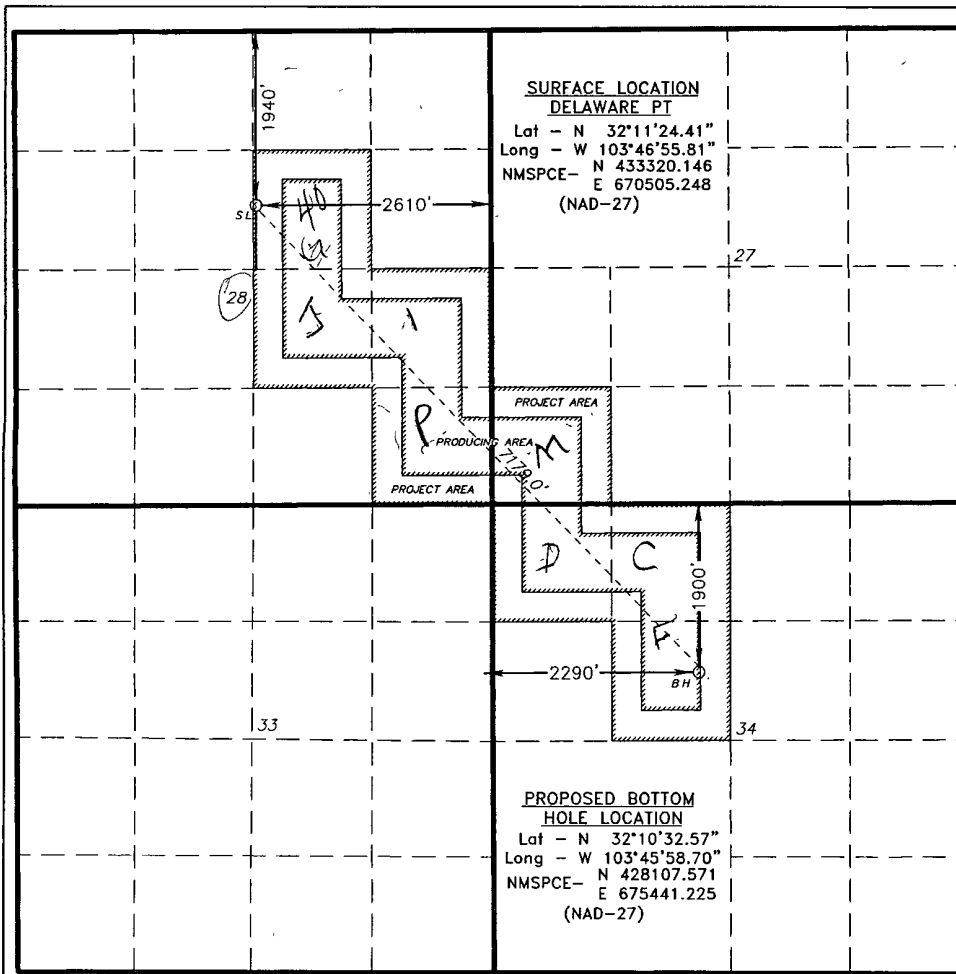 1940'
SURFACE LOCATION
DELAWARE PT
Lat - N 32°11'24.41"
Long - W 103°46'55.81"
NMSPCE- N 433320.146
E 670505.248
(NAD-27)
40
SL
2610'
G
27
28
J
I
PROJECT AREA
P
PRODUCING AREA
M
7179.0'
PROJECT AREA
D
C
1900'
2290'
BH
33
34
PROPOSED BOTTOM
HOLE LOCATION
Lat - N 32°10'32.57"
Long - W 103°45'58.70"
NMSPCE- N 428107.571
E 675441.225
(NAD-27)